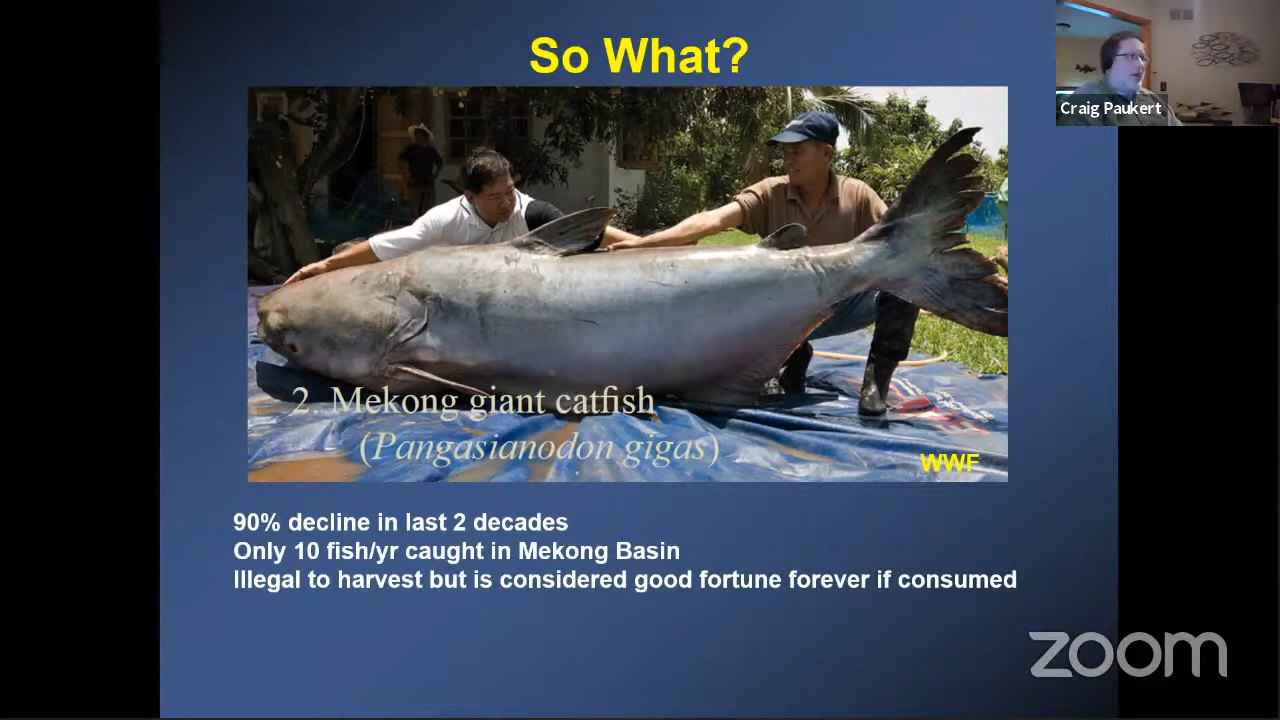 So What?
Craig Paukert
2. Mekong giant catfish
(Pangasianodon gigas)
WWF
90% decline in last 2 decades
Only 10 fish/yr caught in Mekong Basin
Illegal to harvest but is considered good fortune forever if consumed
zoom